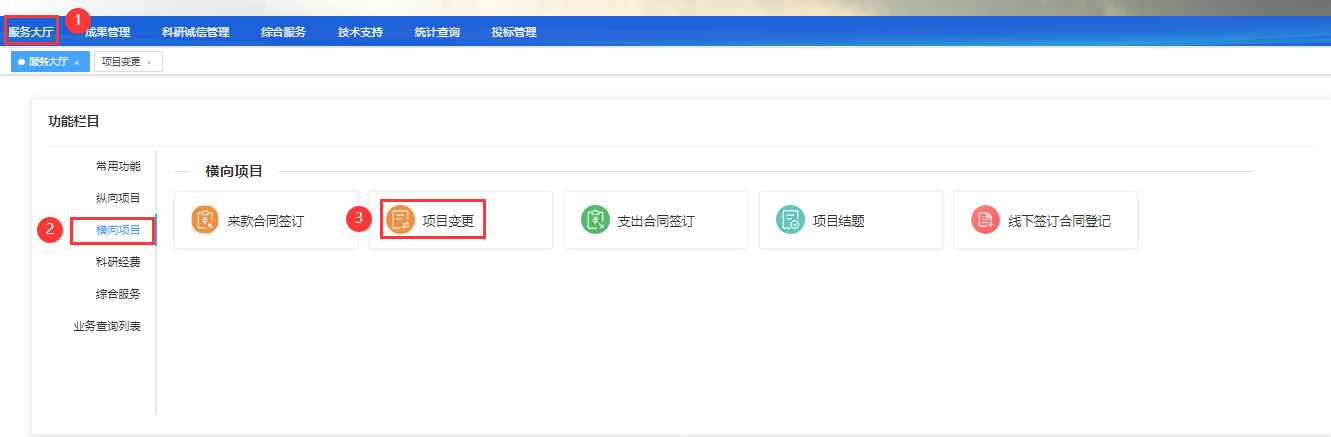 服务大厅 1 成果管理 科研诚信管理 综合服务 技术支持 统计查询 投标管理
服务大厅 × 项目变更 ×
功能栏目
常用功能
横向项目
纵向项目
2 横向项目
来款合同签订 3 项目变更 支出合同签订 项目结题 线下签订合同登记
科研经费
综合服务
业务查询列表